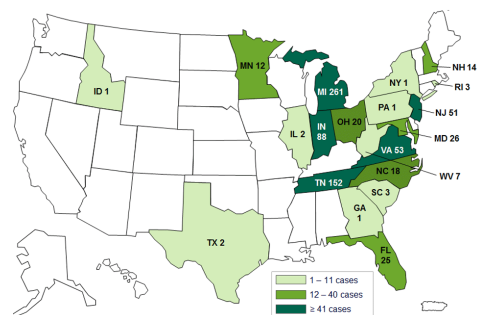 MN 12
NH 14
ID 1
NY 1
RI 3
MI 261
PA 1
NJ 51
IL 2
IN
88
OH 20
MD 26
VA 53
WV 7
NC 18
TN 152
SC 3
GA
1
TX 2
FL
25
1 – 11 cases
12 – 40 cases
≥ 41 cases